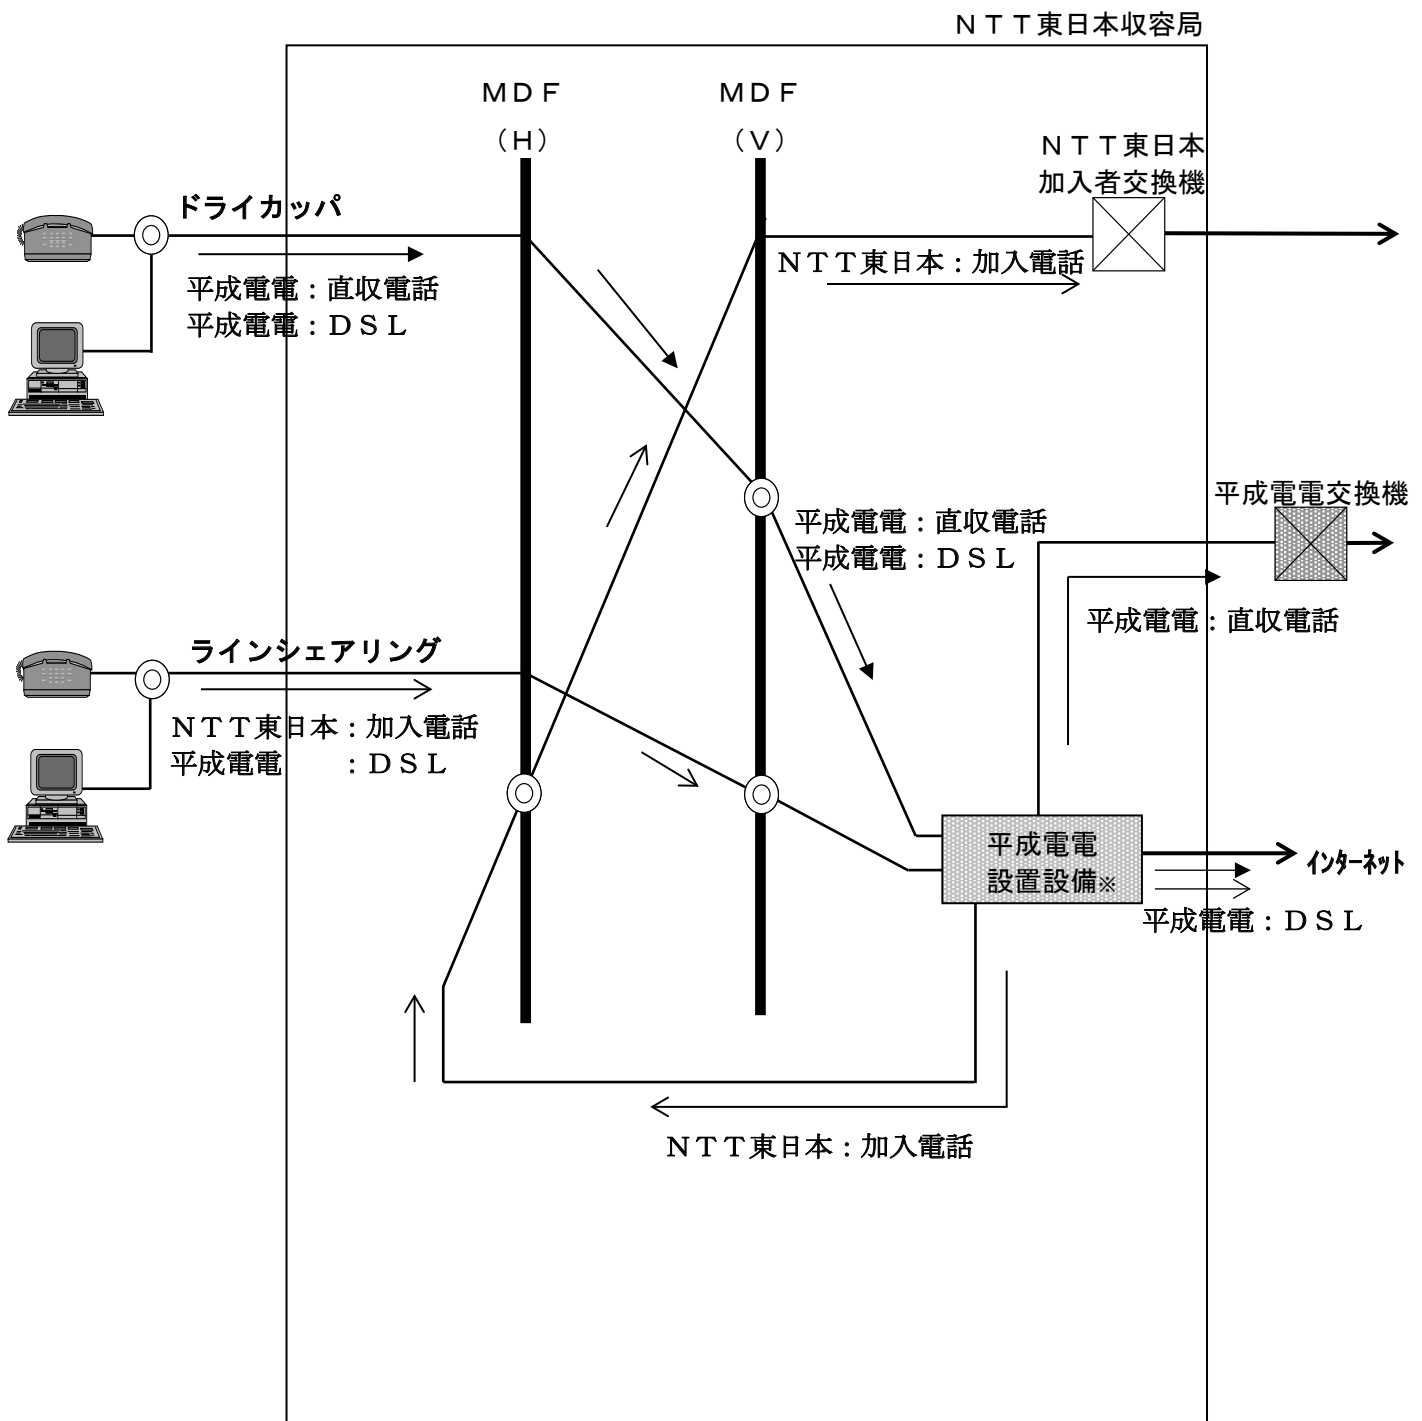 ＮＴＴ東日本収容局
ＭＤＦ
（Ｈ）
ＭＤＦ
（Ｖ）
ＮＴＴ東日本
加入者交換機
ドライカッパ
平成電電：直収電話
平成電電：ＤＳＬ
ＮＴＴ東日本：加入電話
平成電電交換機
平成電電：直収電話
平成電電：ＤＳＬ
平成電電：直収電話
ラインシェアリング
ＮＴＴ東日本：加入電話
平成電電　　：ＤＳＬ
平成電電
設置設備※
インターネット
平成電電：ＤＳＬ
ＮＴＴ東日本：加入電話